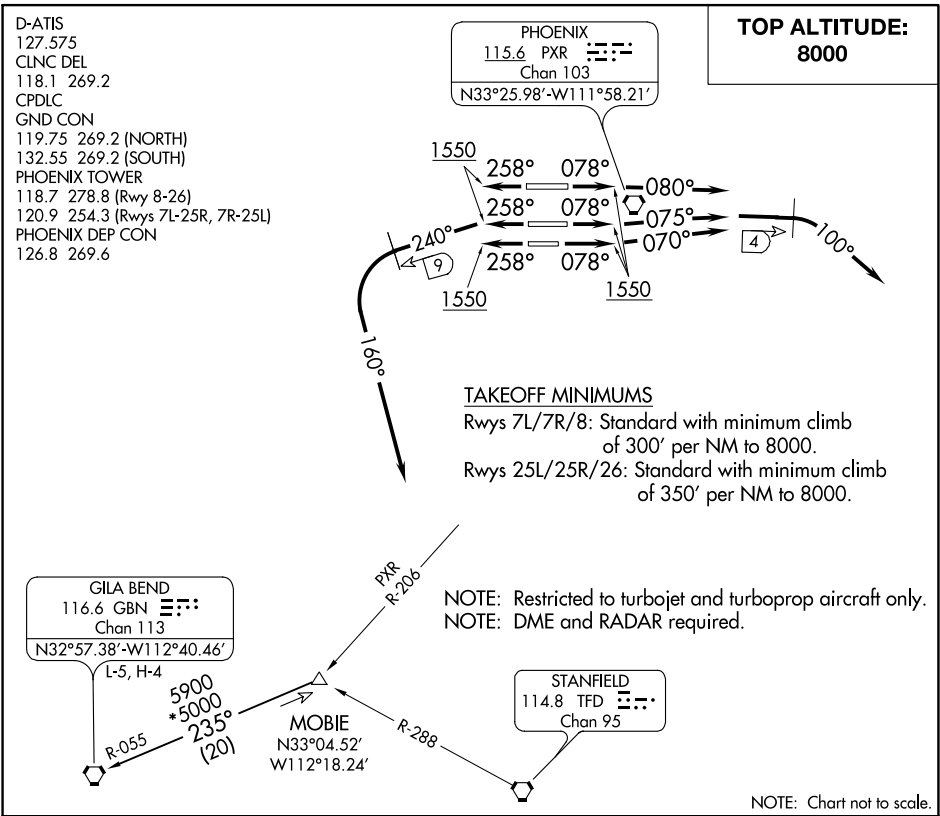 D-ATIS
127.575
CLNC DEL
118.1 269.2
CPDLC
GND CON
119.75 269.2 (NORTH)
132.55 269.2 (SOUTH)
PHOENIX TOWER
118.7 278.8 (Rwy 8-26)
120.9 254.3 (Rwys 7L-25R, 7R-25L)
PHOENIX DEP CON
126.8 269.6
PHOENIX
115.6 PXR
Chan 103
N33°25.98′-W111°58.21′
TOP ALTITUDE:
8000
1550
258° 078° 080°
258° 078° 075°
258° 078° 070°
240°
9
4
100°
1550
1550
160°
TAKEOFF MINIMUMS
Rwys 7L/7R/8: Standard with minimum climb
of 300′ per NM to 8000.
Rwys 25L/25R/26: Standard with minimum climb
of 350′ per NM to 8000.
PXR
R-206
NOTE: Restricted to turbojet and turboprop aircraft only.
NOTE: DME and RADAR required.
GILA BEND
116.6 GBN
Chan 113
N32°57.38′-W112°40.46′
L-5, H-4
5900
*5000
235°
(20)
R-055
MOBIE
N33°04.52′
W112°18.24′
R-288
STANFIELD
114.8 TFD
Chan 95
NOTE: Chart not to scale.